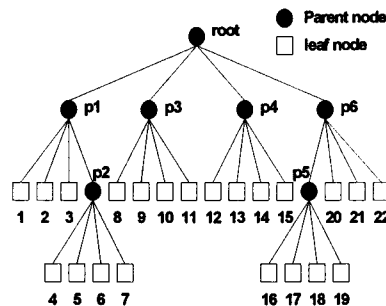 Parent node
root
leaf node
p1 p3 p4 p6
p2 p5
1 2 3 8 9 10 11 12 13 14 15 20 21 22
4 5 6 7 16 17 18 19